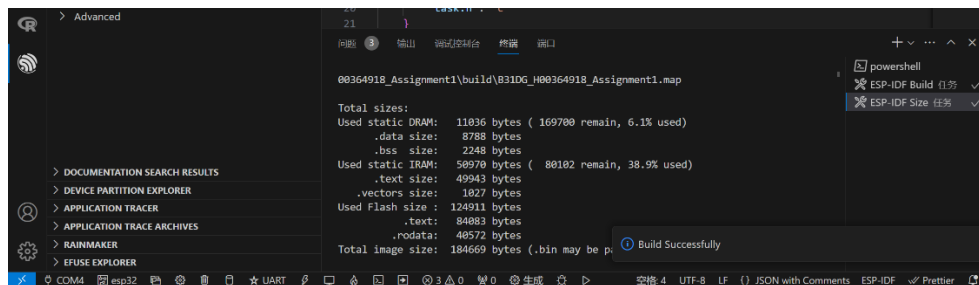 Advanced
20 task.h": "c"
21 }
问题 3 输出 调试控制台 终端 端口
powershell
ESP-IDF Build 任务
ESP-IDF Size 任务
00364918_Assignment1\build\B31DG_H00364918_Assignment1.map
Total sizes:
Used static DRAM: 11036 bytes ( 169700 remain, 6.1% used)
.data size: 8788 bytes
.bss size: 2248 bytes
Used static IRAM: 50970 bytes ( 80102 remain, 38.9% used)
.text size: 49943 bytes
.vectors size: 1027 bytes
Used Flash size : 124911 bytes
.text: 84083 bytes
.rodata: 40572 bytes
Total image size: 184669 bytes (.bin may be pa
DOCUMENTATION SEARCH RESULTS
DEVICE PARTITION EXPLORER
APPLICATION TRACER
APPLICATION TRACE ARCHIVES
RAINMAKER
EFUSE EXPLORER
Build Successfully
COM4 esp32 UART 3 0 0 生成 空格: 4 UTF-8 LF {} JSON with Comments ESP-IDF Prettier